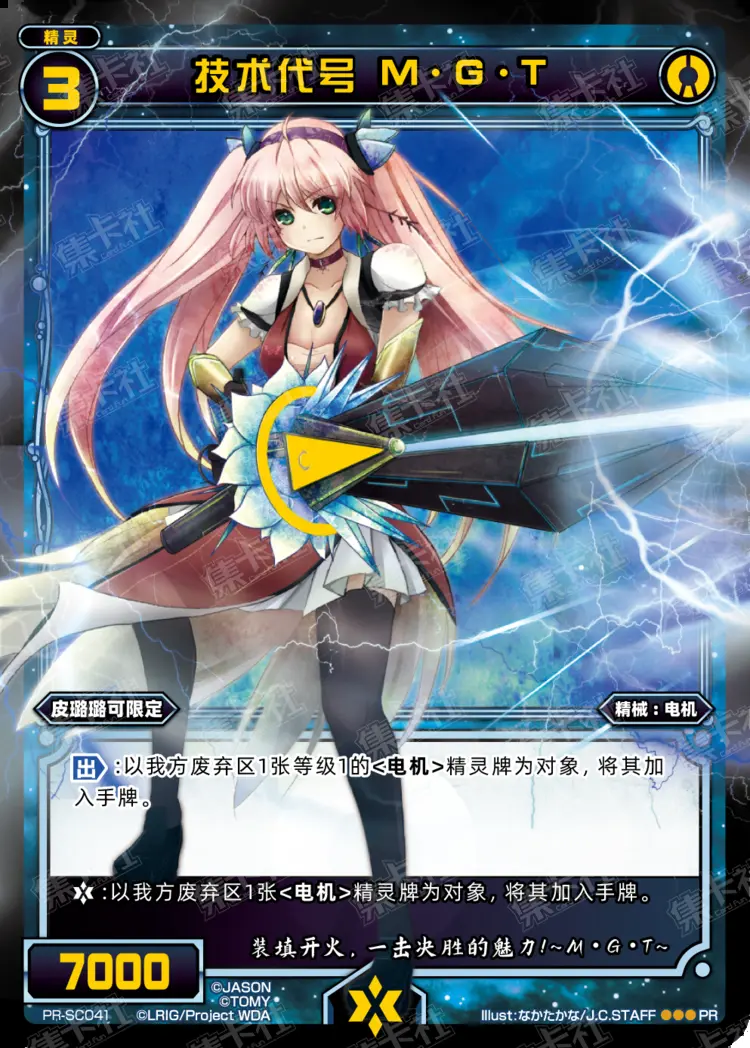 精灵
3
技术代号 M·G·T
皮璐璐可限定
精械：电机
出:以我方废弃区1张等级1的<电机>精灵牌为对象，将其加
入手牌。
:以我方废弃区1张<电机>精灵牌为对象，将其加入手牌。
装填开火，一击决胜的魅力!~M·G·T~
7000
©JASON
©TOMY
PR-SC041 ©LRIG/Project WDA
Illust:なかたかな/J.C.STAFF PR
集卡社